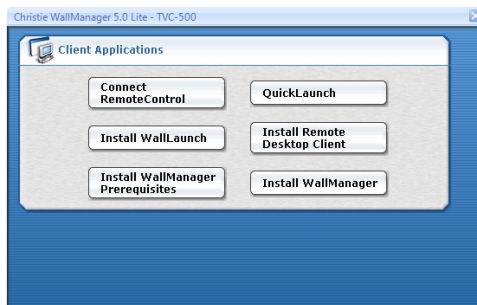 Christie WallManager 5.0 Lite - TVC-500
Client Applications
Connect
RemoteControl
QuickLaunch
Install WallLaunch
Install Remote
Desktop Client
Install WallManager
Prerequisites
Install WallManager